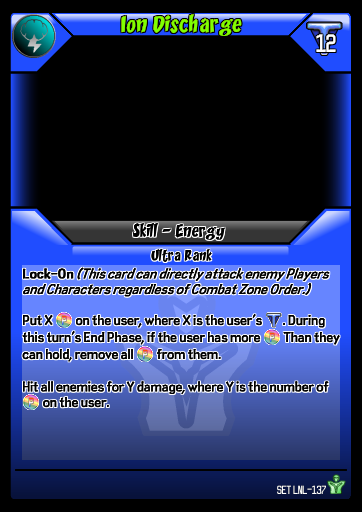 Ion Discharge
12
Skill - Energy
Ultra Rank
Lock-On (This card can directly attack enemy Players
and Characters regardless of Combat Zone Order.)
Put X on the user, where X is the user's . During
this turn's End Phase, if the user has more Than they
can hold, remove all from them.
Hit all enemies for Y damage, where Y is the number of
on the user.
SET LNL-137